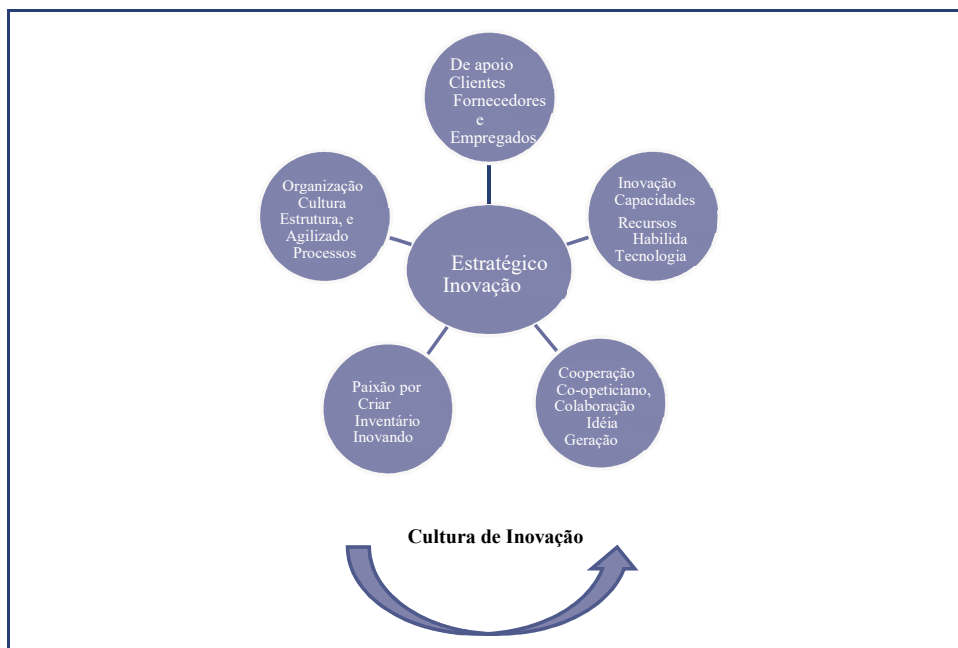 De apoio
Clientes
Fornecedores
e
Empregados
Organização
Cultura
Estrutura, e
Agilizado
Processos
Inovação
Capacidades
Recursos
Habilida
Tecnologia
Estratégico
Inovação
Paixão por
Criar
Inventário
Inovando
Cooperação
Co-opeticiano,
Colaboração
Idéia
Geração
Cultura de Inovação